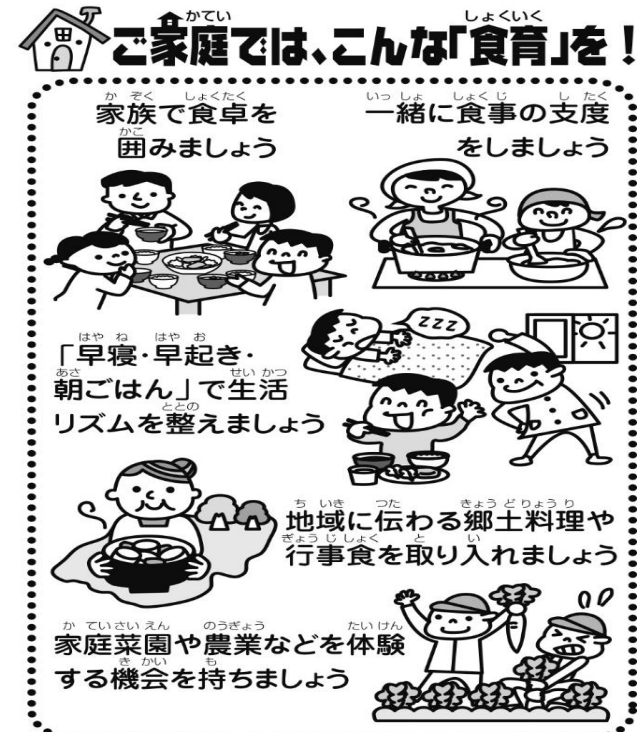 ご家庭では、こんな「食育」を！
家族で食卓を
囲みましょう
一緒に食事の支度
をしましょう
zzz
「早寝・早起き・
朝ごはん」で生活
リズムを整えましょう
地域に伝わる郷土料理や
行事食を取り入れましょう
家庭菜園や農業などを体験
する機会を持ちましょう